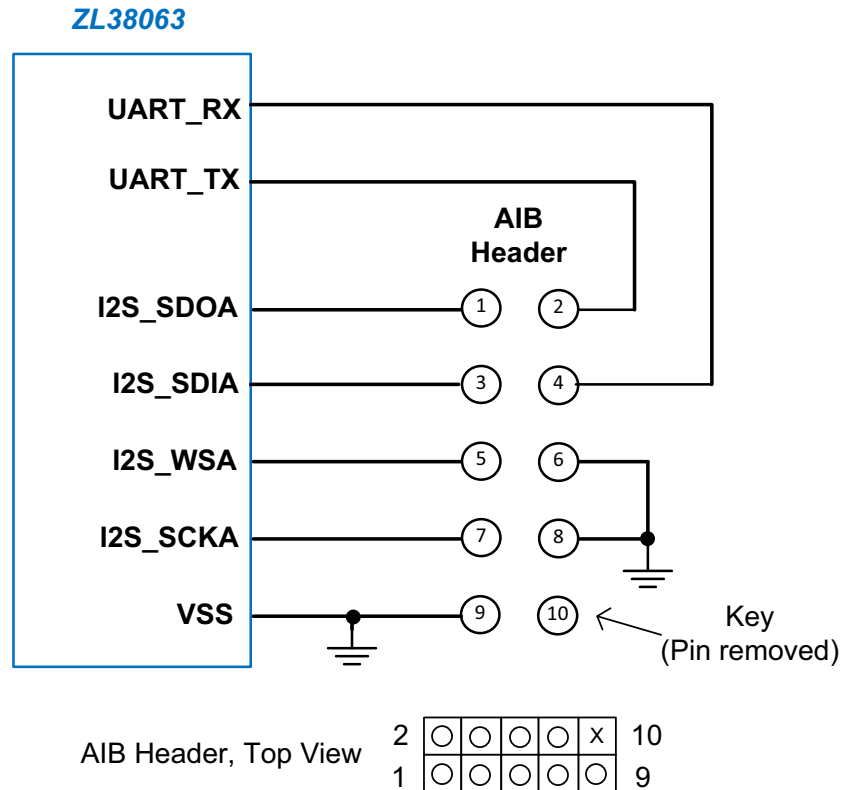 ZL38063
UART_RX
UART_TX
AIB
Header
I2S_SDOA 1 2
I2S_SDIA 3 4
I2S_WSA 5 6
I2S_SCKA 7 8
VSS 9 10
Key
(Pin removed)
AIB Header, Top View
2 X 10
1 9